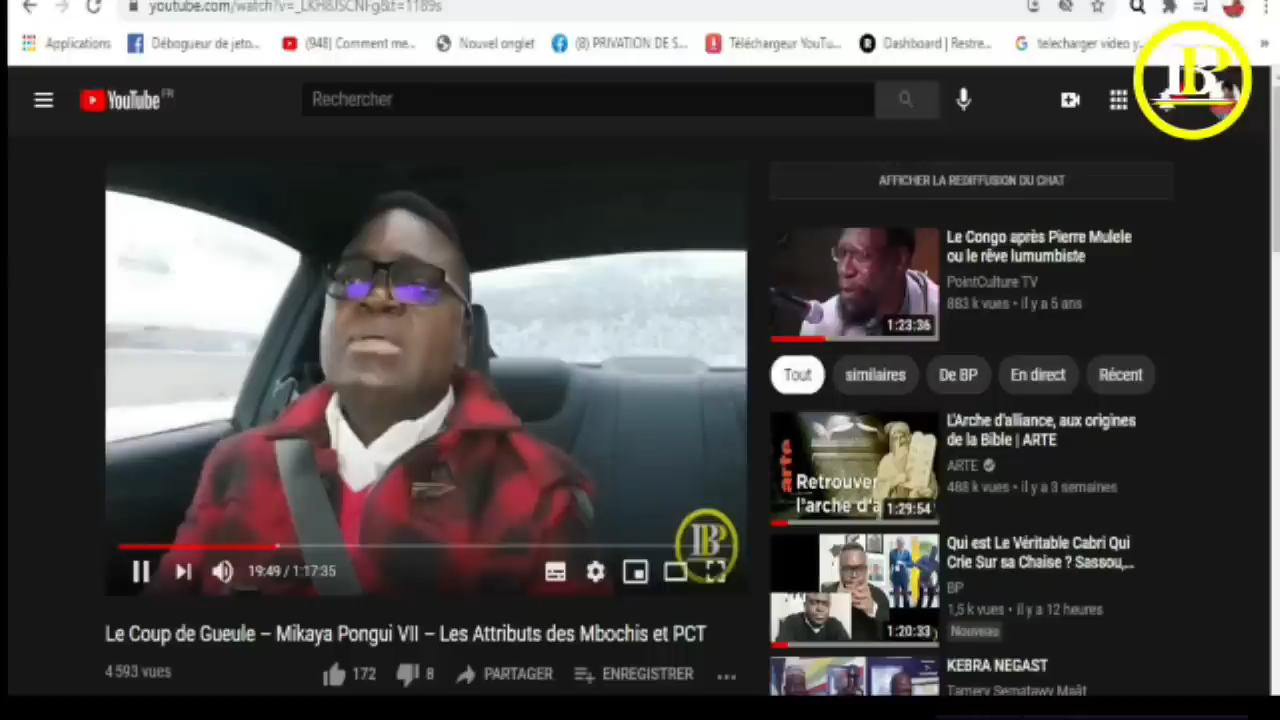 youtube.com/watch?v=_LKH8JSCNFg&t=1189s
Applications
Débogueur de jeto...
(948) Comment me...
Nouvel onglet
(8) PRIVATION DE S...
Téléchargeur YouTu...
Dashboard | Restre...
telecharger video y...
»
BP
YouTube FR
Rechercher
AFFICHER LA REDIFFUSION DU CHAT
Le Congo après Pierre Mulele
ou le rêve lumumbiste
PointCulture TV
883 k vues • il y a 5 ans
1:23:36
Tout
similaires
De BP
En direct
Récent
L'Arche d'alliance, aux origines
de la Bible | ARTE
ARTE
488 k vues • il y a 3 semaines
arte
Retrouver
l'arche d'a
1:29:54
Qui est Le Véritable Cabri Qui
Crie Sur sa Chaise ? Sassou,...
BP
1,5 k vues • il y a 12 heures
Nouveau
1:20:33
KEBRA NEGAST
Tamery Sematawy Maât
BP
19:49 / 1:17:35
Le Coup de Gueule – Mikaya Pongui VII – Les Attributs des Mbochis et PCT
4 593 vues
172
8
PARTAGER
ENREGISTRER